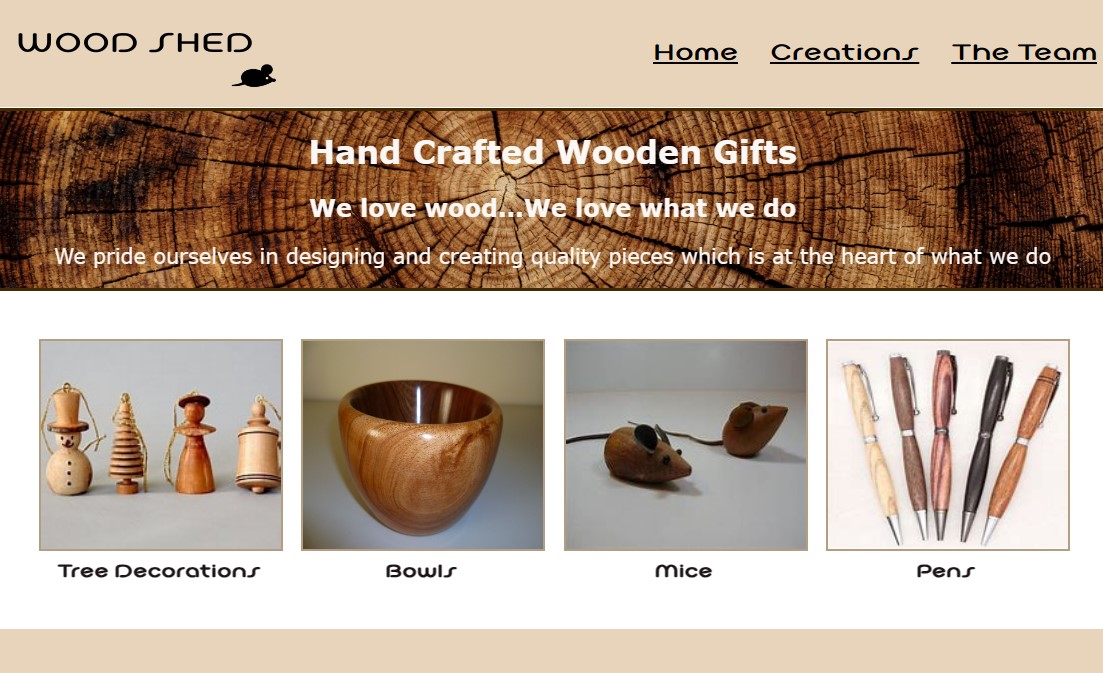 WOOD SHED
Home Creations The Team
Hand Crafted Wooden Gifts
We love wood...We love what we do
We pride ourselves in designing and creating quality pieces which is at the heart of what we do
Tree Decorations Bowls Mice Pens